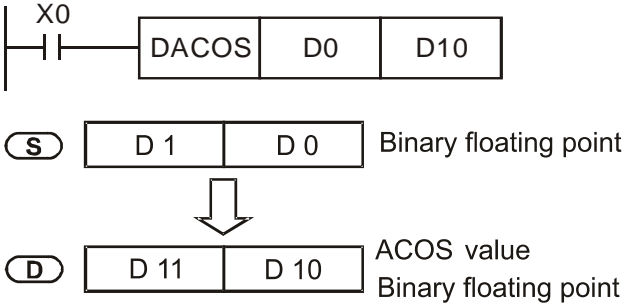 X0
DACOS D0 D10
S D 1 D 0 Binary floating point
ACOS value
D D 11 D 10
Binary floating point